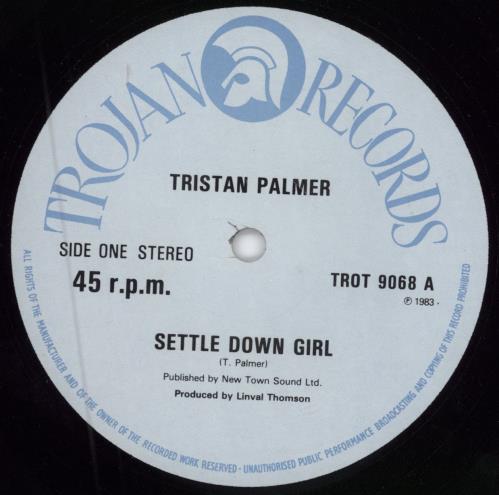 TROJAN RECORDS
TRISTAN PALMER
SIDE ONE STEREO
45 r.p.m.
TROT 9068 A
℗ 1983 ·
SETTLE DOWN GIRL
(T. Palmer)
Published by New Town Sound Ltd.
Produced by Linval Thomson
ALL RIGHTS OF THE MANUFACTURER AND OF THE OWNER OF THE RECORDED WORK RESERVED - UNAUTHORISED PUBLIC PERFORMANCE BROADCASTING AND COPYING OF THIS RECORD PROHIBITED